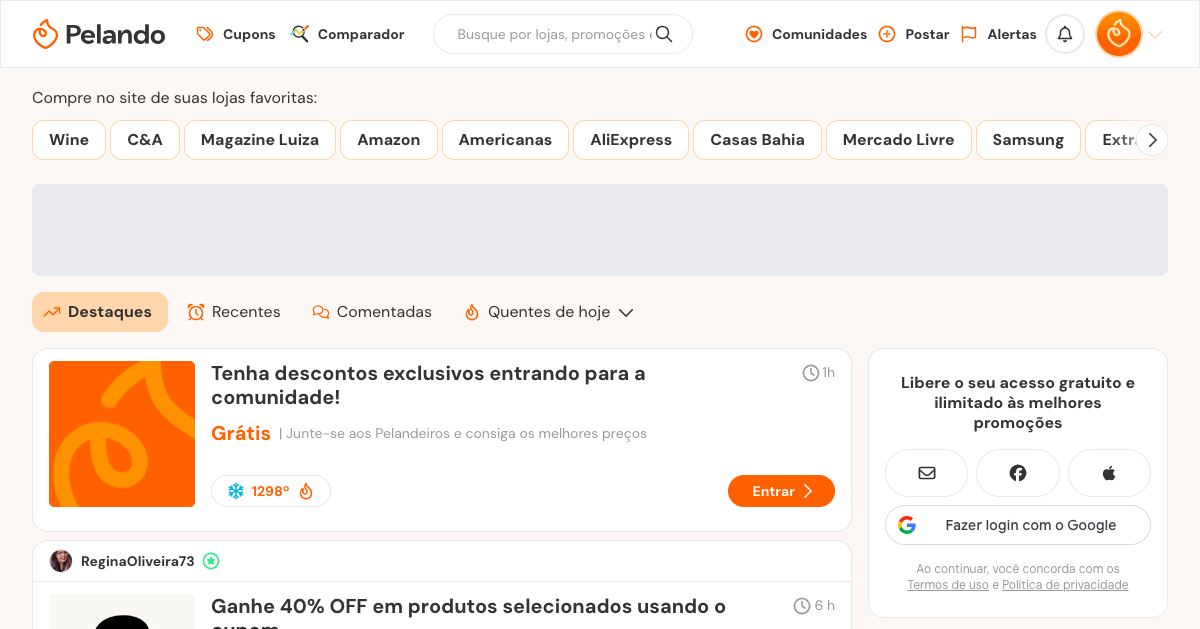 Pelando
Cupons
Comparador
Busque por lojas, promoções
Comunidades
Postar
Alertas
Compre no site de suas lojas favoritas:
Wine
C&A
Magazine Luiza
Amazon
Americanas
AliExpress
Casas Bahia
Mercado Livre
Samsung
Destaques
Recentes
Comentadas
Quentes de hoje
Tenha descontos exclusivos entrando para a
comunidade!
1h
Grátis | Junte-se aos Pelandeiros e consiga os melhores preços
1298º
Entrar
Libere o seu acesso gratuito e
ilimitado às melhores
promoções
Fazer login com o Google
Ao continuar, você concorda com os
Termos de uso e Política de privacidade
ReginaOliveira73
Ganhe 40% OFF em produtos selecionados usando o
6 h